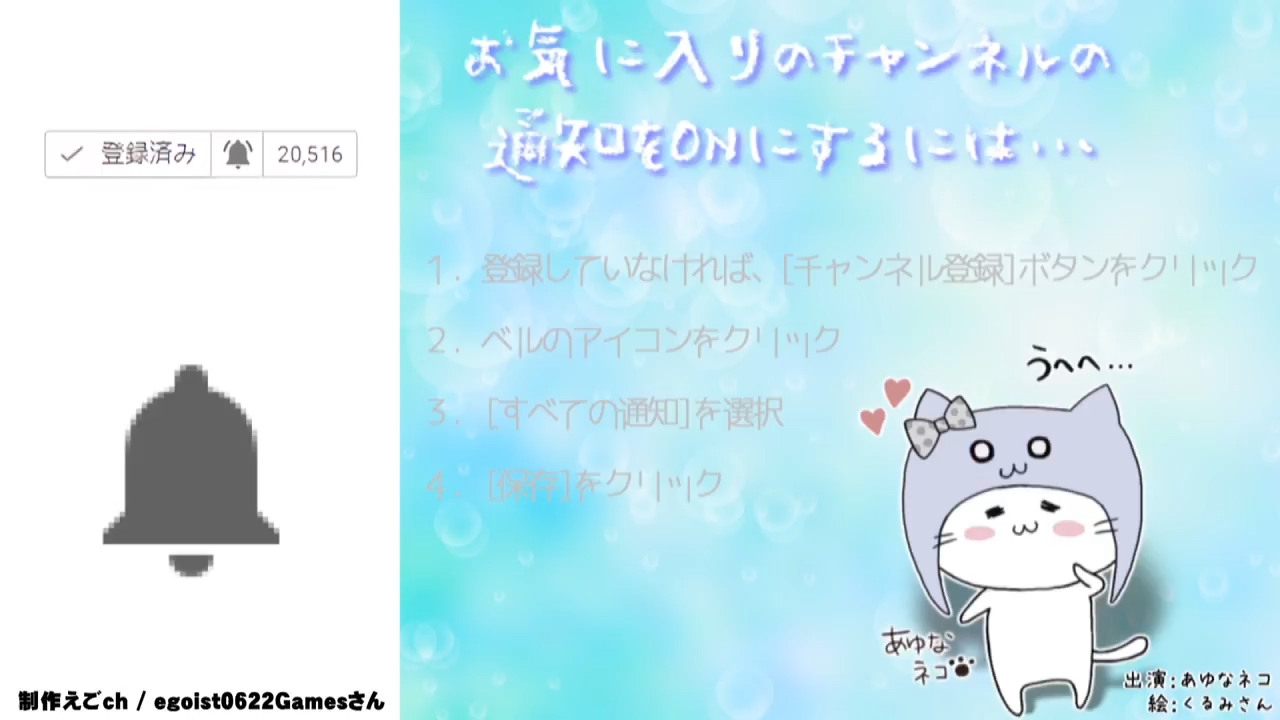 登録済み 20,516
お気に入りのチャンネルの
通知をONにするには・・・
1. 登録していなければ、[チャンネル登録]ボタンをクリック
2. ベルのアイコンをクリック
3. [すべての通知]を選択
4. [保存]をクリック
うへへ…
あゆな
ネコ
出演:あゆなネコ
絵:くるみさん
制作えごch / egoist0622Gamesさん